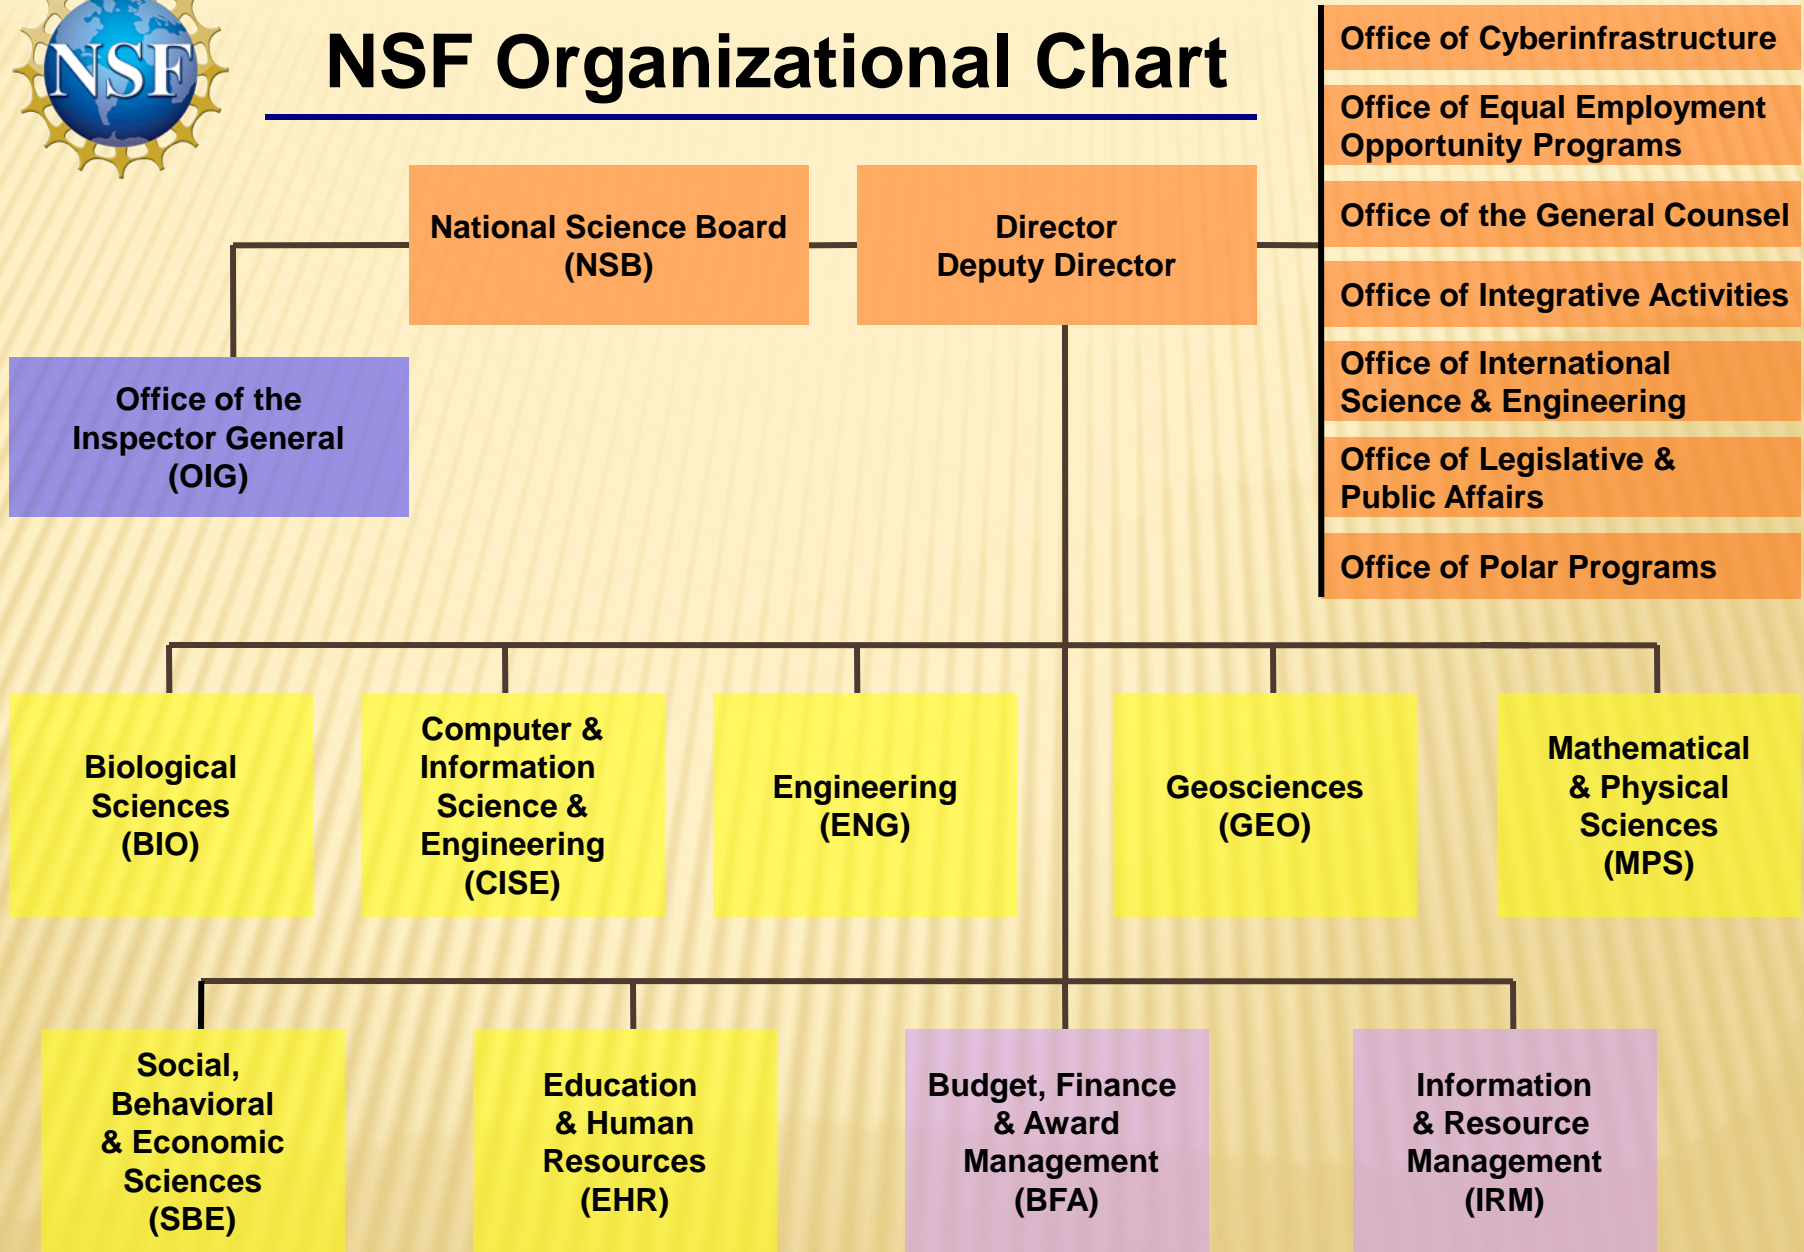 NSF
NSF Organizational Chart
Office of Cyberinfrastructure
Office of Equal Employment
Opportunity Programs
Office of the General Counsel
Office of Integrative Activities
Office of International
Science & Engineering
Office of Legislative &
Public Affairs
Office of Polar Programs
National Science Board
(NSB)
Director
Deputy Director
Office of the
Inspector General
(OIG)
Biological
Sciences
(BIO)
Computer &
Information
Science &
Engineering
(CISE)
Engineering
(ENG)
Geosciences
(GEO)
Mathematical
& Physical
Sciences
(MPS)
Social,
Behavioral
& Economic
Sciences
(SBE)
Education
& Human
Resources
(EHR)
Budget, Finance
& Award
Management
(BFA)
Information
& Resource
Management
(IRM)